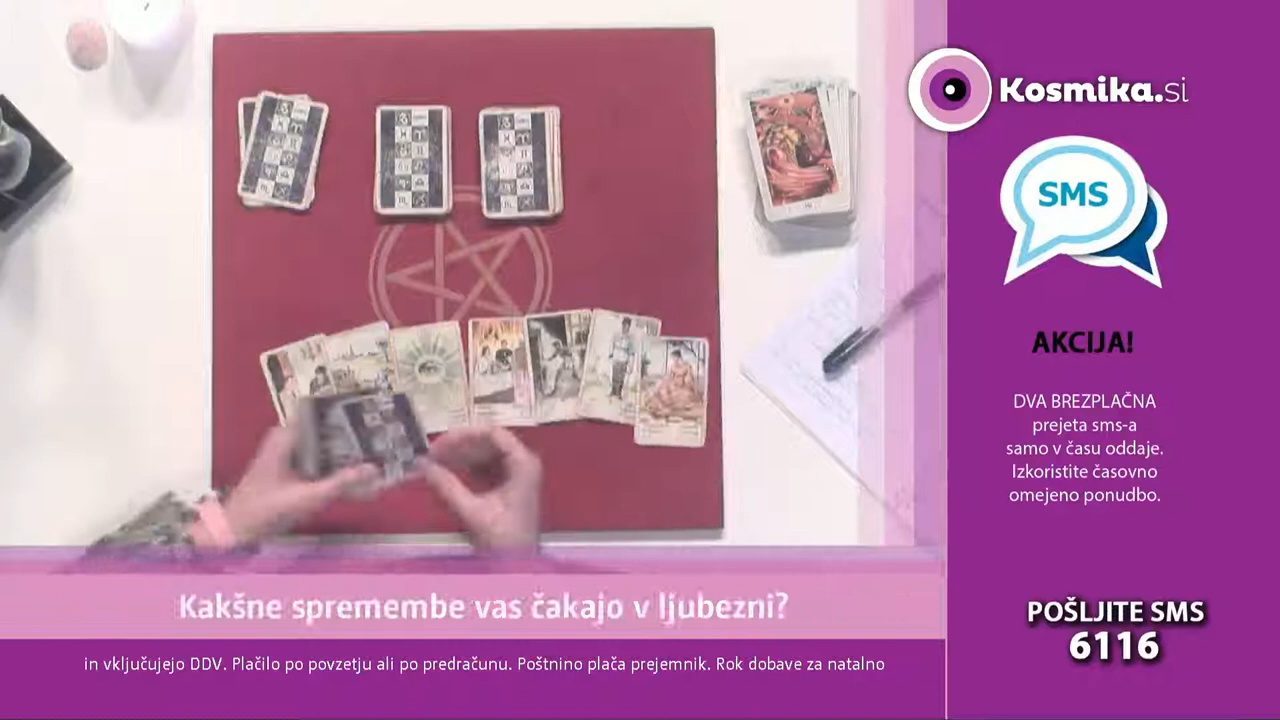 Kosmika.si
SMS
AKCIJA!
DVA BREZPLAČNA
prejeta sms-a
samo v času oddaje.
Izkoristite časovno
omejeno ponudbo.
POŠLJITE SMS
6116
Kakšne spremembe vas čakajo v ljubezni?
in vključujejo DDV. Plačilo po povzetju ali po predračunu. Poštnino plača prejemnik. Rok dobave za natalno